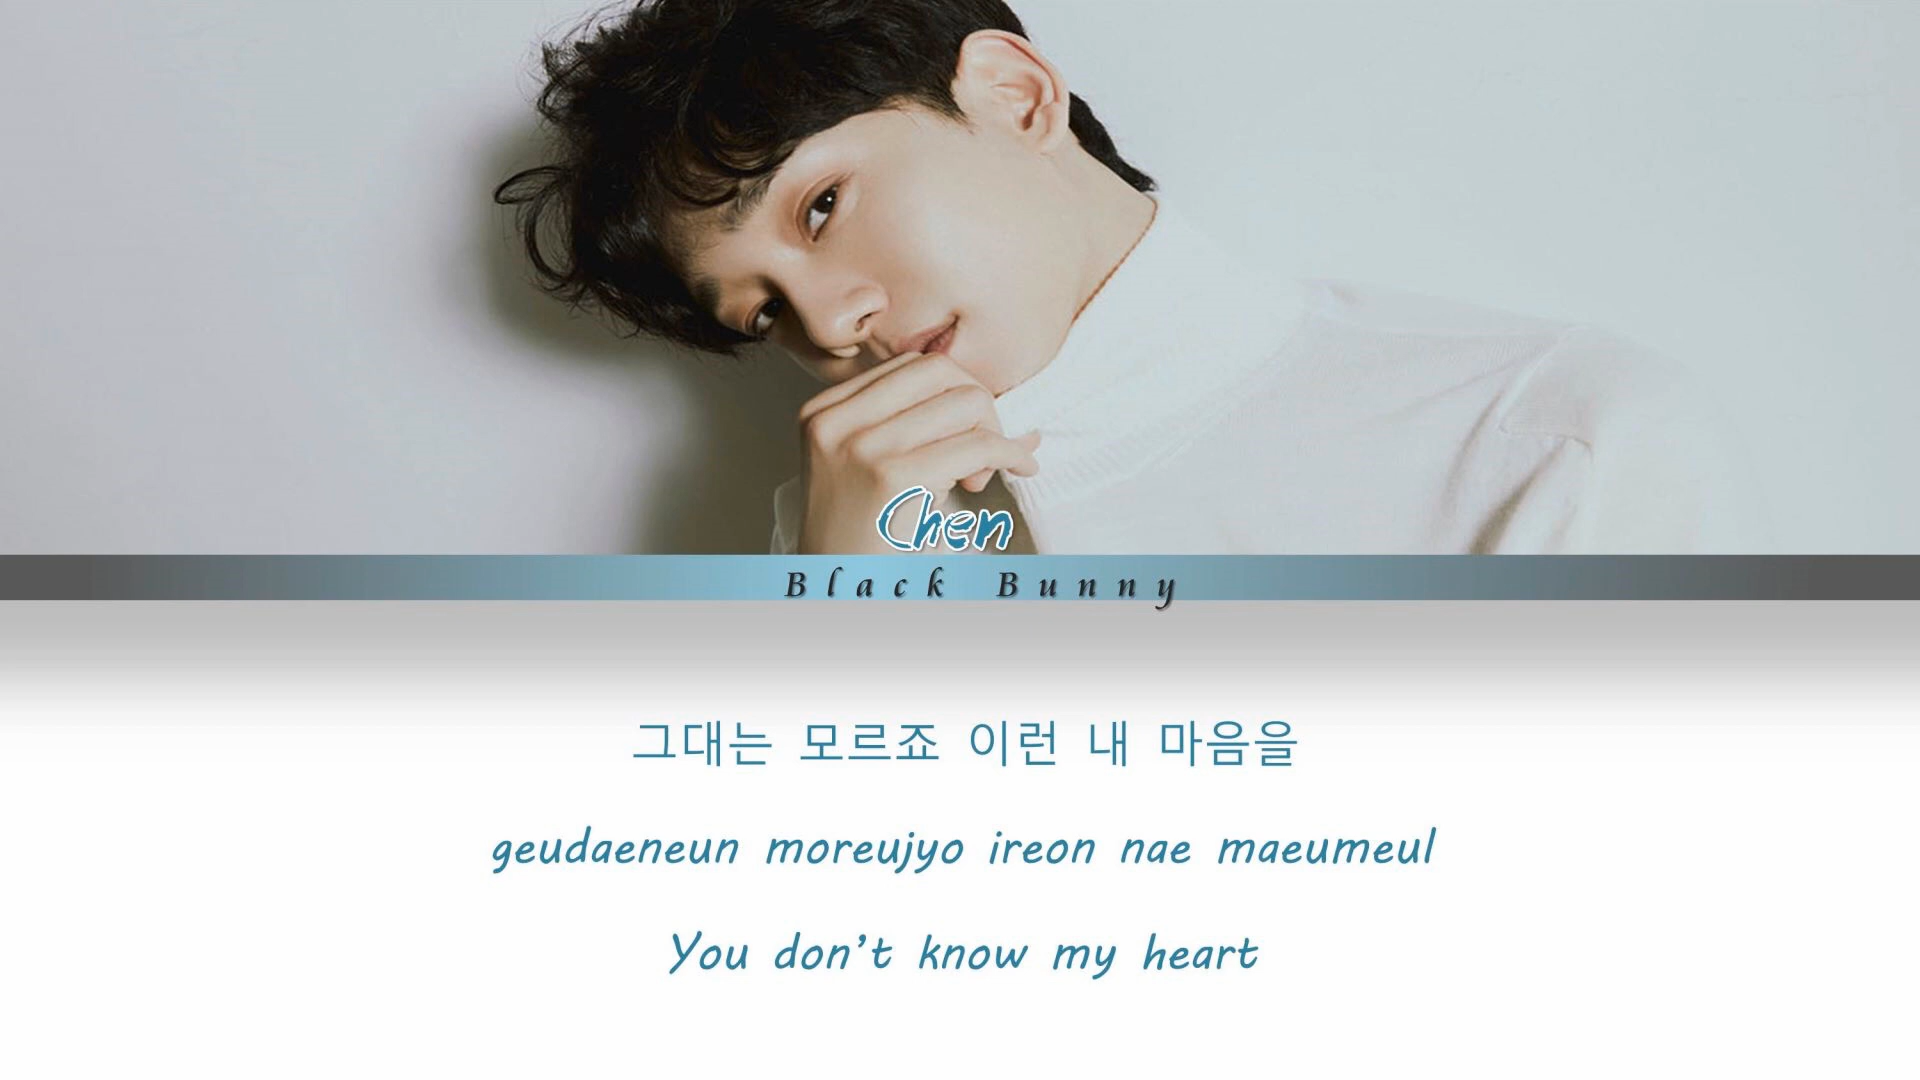 Chen
Black Bunny
그대는 모르죠 이런 내 마음을
geudaeneun moreujyo ireon nae maeumeul
You don't know my heart